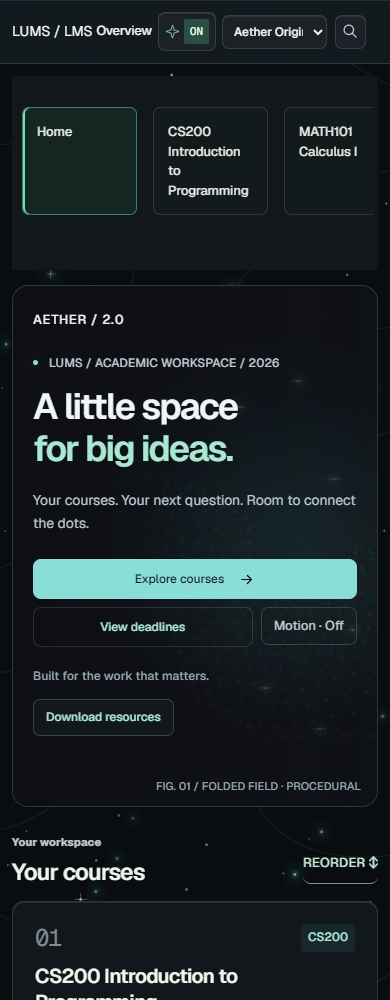 LUMS / LMS Overview ON Aether Origi
Home
CS200
Introduction
to
Programming
MATH101
Calculus I
AETHER / 2.0
LUMS / ACADEMIC WORKSPACE / 2026
A little space
for big ideas.
Your courses. Your next question. Room to connect
the dots.
Explore courses →
View deadlines
Motion · Off
Built for the work that matters.
Download resources
FIG. 01 / FOLDED FIELD · PROCEDURAL
Your workspace
Your courses
REORDER ⇕
01
CS200
CS200 Introduction to
Programming